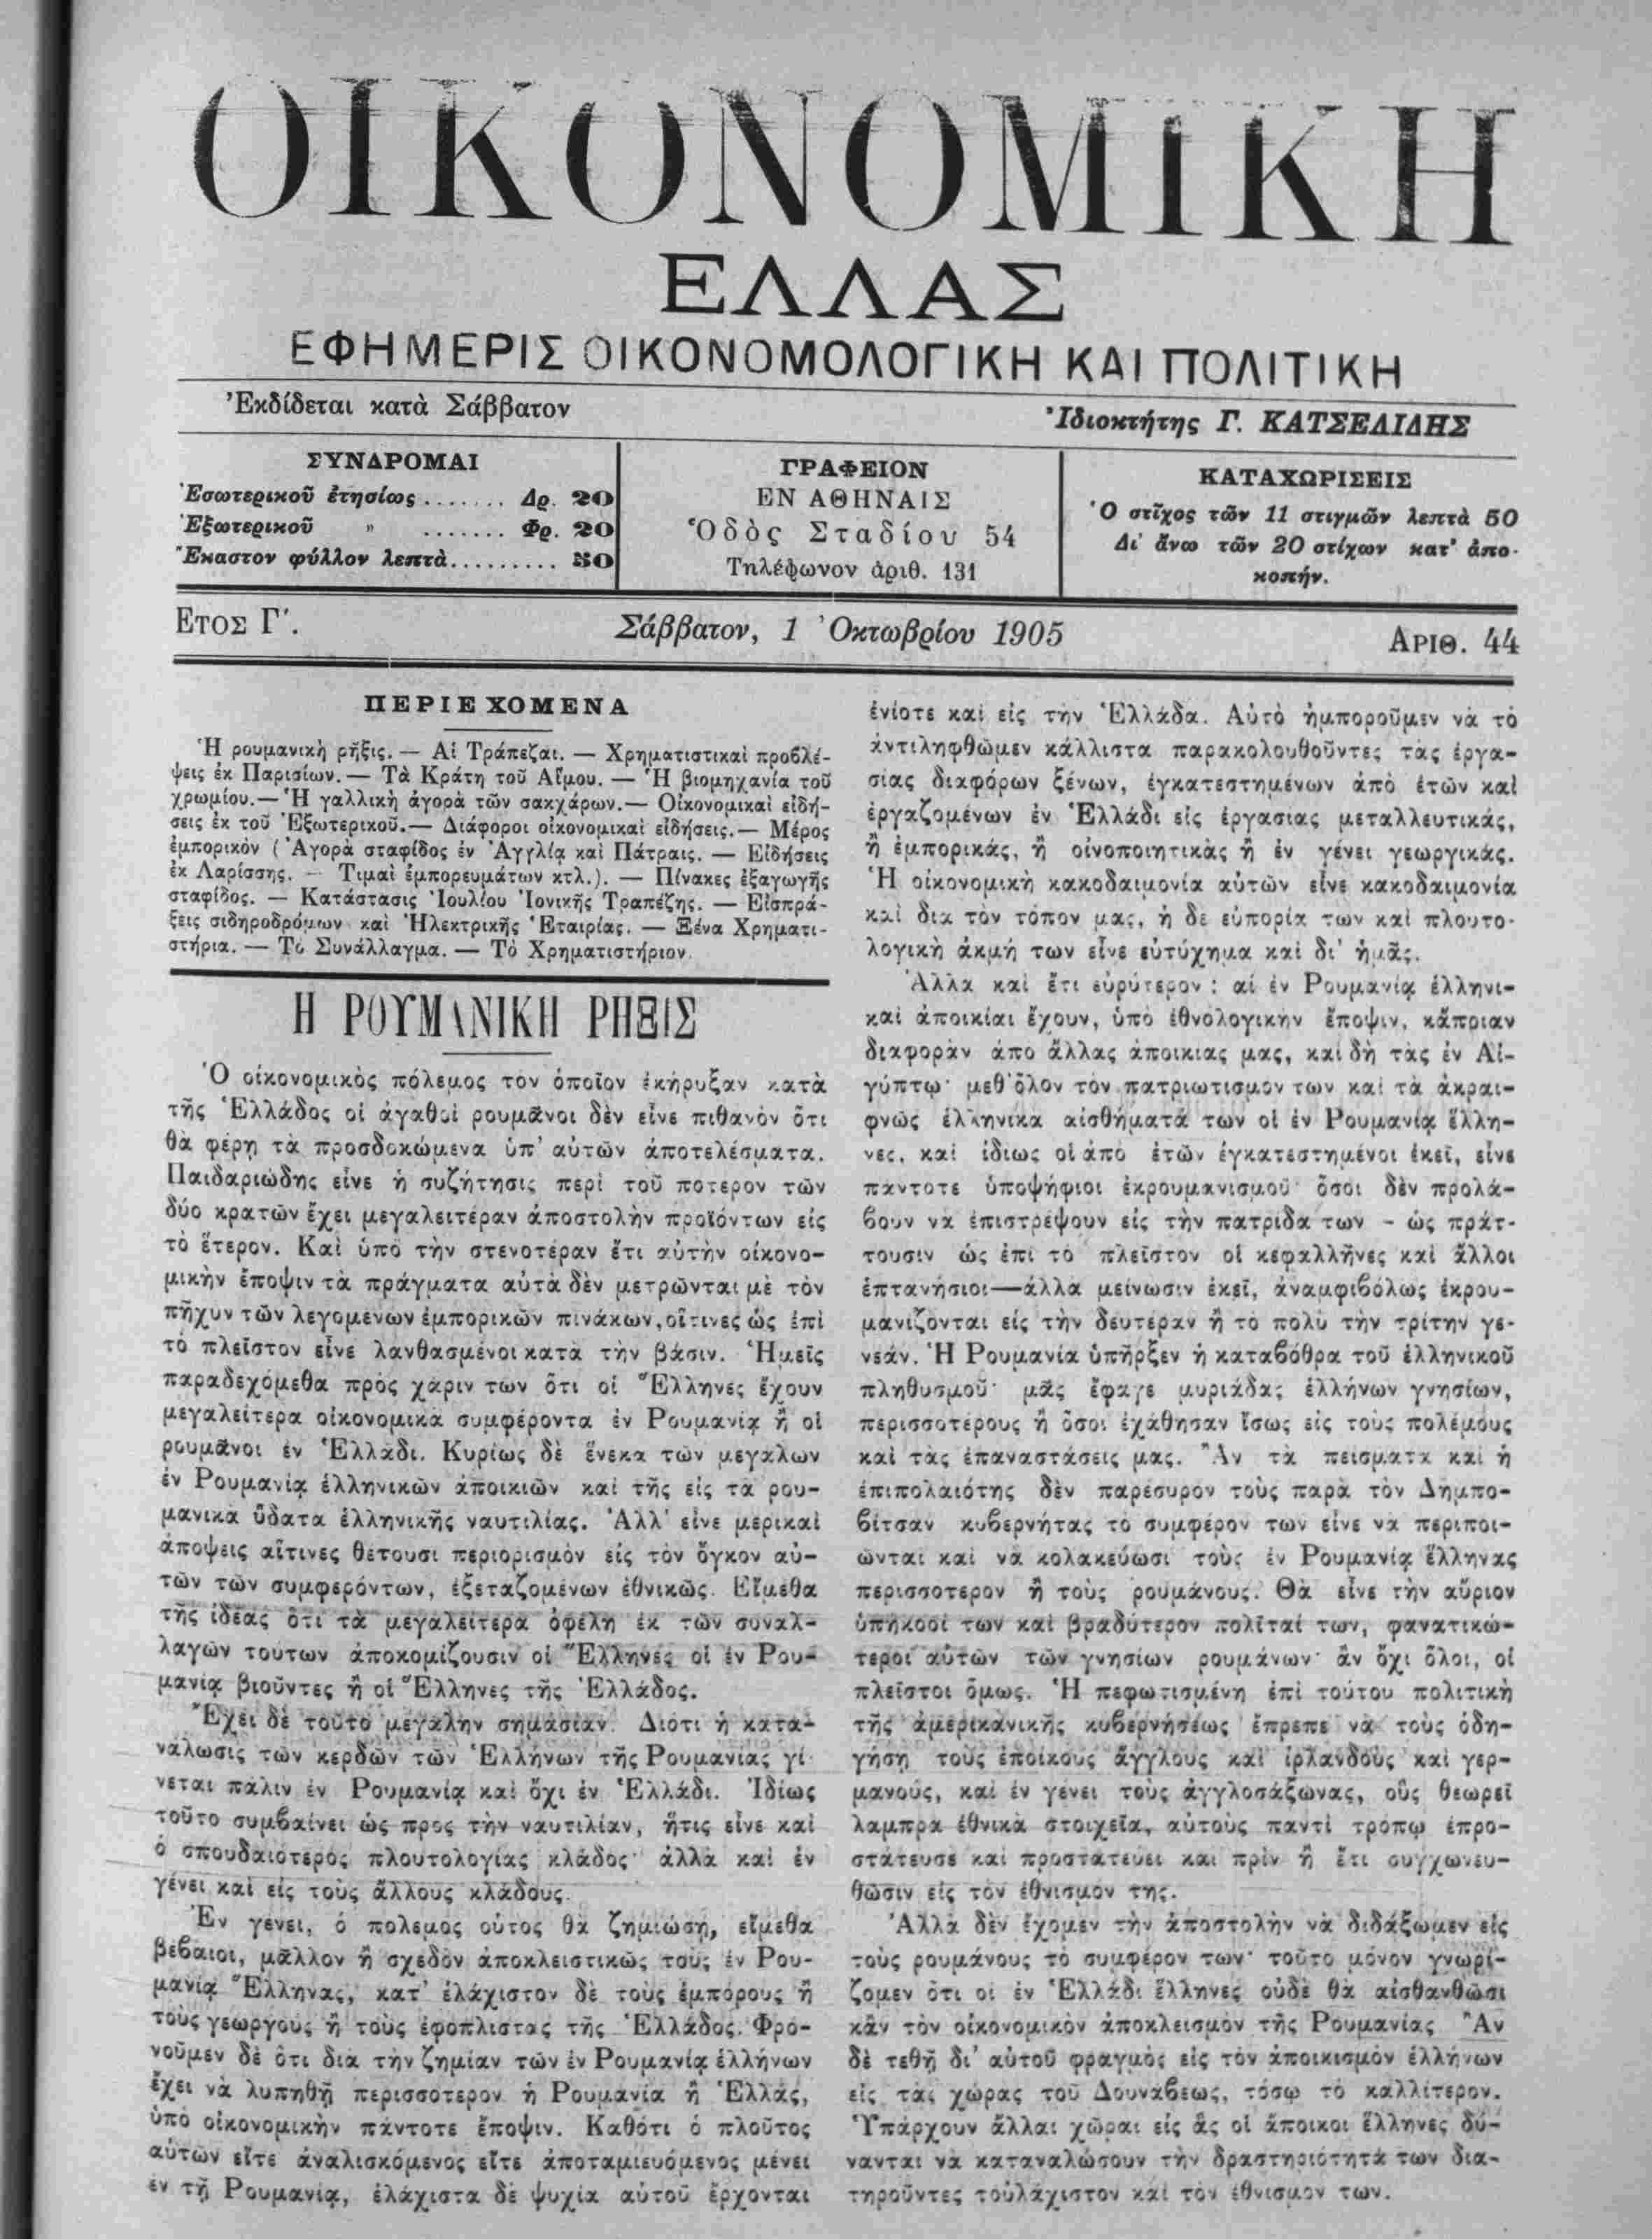 ΟΙΚΟΝΟΜΙΚΗ
ΕΛΛΑΣ
ΕΦΗΜΕΡΙΣ ΟΙΚΟΝΟΜΟΛΟΓΙΚΗ ΚΑΙ ΠΟΛΙΤΙΚΗ
Ἐκδίδεται κατὰ Σάββατον
Ἰδιοκτήτης Γ. ΚΑΤΣΕΛΙΔΗΣ
ΣΥΝΔΡΟΜΑΙ
Ἐσωτερικοῦ ἐτησίως ....... Δρ. 20
Ἐξωτερικοῦ » ....... Φρ. 20
Ἕκαστον φύλλον λεπτὰ......... 50
ΓΡΑΦΕΙΟΝ
ΕΝ ΑΘΗΝΑΙΣ
Ὁδὸς Σταδίου 54
Τηλέφωνον ἀριθ. 131
ΚΑΤΑΧΩΡΙΣΕΙΣ
Ὁ στῖχος τῶν 11 στιγμῶν λεπτὰ 50
Δι' ἄνω τῶν 20 στίχων κατ' ἀπο-
κοπήν.
ΕΤΟΣ Γ'.
Σάββατον, 1 Ὀκτωβρίου 1905
ΑΡΙΘ. 44
ΠΕΡΙΕΧΟΜΕΝΑ
Ἡ ρουμανικὴ ρῆξις. — Αἱ Τράπεζαι. — Χρηματιστικαὶ προβλέ-
ψεις ἐκ Παρισίων. — Τὰ Κράτη τοῦ Αἵμου. — Ἡ βιομηχανία τοῦ
χρωμίου. — Ἡ γαλλικὴ ἀγορὰ τῶν σακχάρων. — Οἰκονομικαὶ εἰδή-
σεις ἐκ τοῦ Ἐξωτερικοῦ. — Διάφοροι οἰκονομικαὶ εἰδήσεις. — Μέρος
ἐμπορικὸν (Ἀγορὰ σταφίδος ἐν Ἀγγλίᾳ καὶ Πάτραις. — Εἰδήσεις
ἐκ Λαρίσσης. — Τιμαὶ ἐμπορευμάτων κτλ.). — Πίνακες ἐξαγωγῆς
σταφίδος. — Κατάστασις Ἰουλίου Ἰονικῆς Τραπέζης. — Εἰσπρά-
ξεις σιδηροδρόμων καὶ Ἠλεκτρικῆς Ἑταιρίας. — Ξένα Χρηματι-
στήρια. — Τὸ Συνάλλαγμα. — Τὸ Χρηματιστήριον.
Η ΡΟΥΜΑΝΙΚΗ ΡΗΞΙΣ
Ὁ οἰκονομικὸς πόλεμος τὸν ὁποῖον ἐκήρυξαν κατὰ
τῆς Ἑλλάδος οἱ ἀγαθοὶ ρουμᾶνοι δὲν εἶνε πιθανὸν ὅτι
θὰ φέρῃ τὰ προσδοκώμενα ὑπ' αὐτῶν ἀποτελέσματα.
Παιδαριώδης εἶνε ἡ συζήτησις περὶ τοῦ πότερον τῶν
δύο κρατῶν ἔχει μεγαλειτέραν ἀποστολὴν προϊόντων εἰς
τὸ ἕτερον. Καὶ ὑπὸ τὴν στενοτέραν ἔτι αὐτὴν οἰκονο-
μικὴν ἔποψιν τὰ πράγματα αὐτὰ δὲν μετρῶνται μὲ τὸν
πῆχυν τῶν λεγομένων ἐμπορικῶν πινάκων, οἵτινες ὡς ἐπὶ
τὸ πλεῖστον εἶνε λανθασμένοι κατὰ τὴν βάσιν. Ἡμεῖς
παραδεχόμεθα πρὸς χάριν των ὅτι οἱ Ἕλληνες ἔχουν
μεγαλείτερα οἰκονομικὰ συμφέροντα ἐν Ρουμανίᾳ ἢ οἱ
ρουμᾶνοι ἐν Ἑλλάδι. Κυρίως δὲ ἕνεκα τῶν μεγάλων
ἐν Ρουμανίᾳ ἑλληνικῶν ἀποικιῶν καὶ τῆς εἰς τὰ ρου-
μανικὰ ὕδατα ἑλληνικῆς ναυτιλίας. Ἀλλ' εἶνε μερικαὶ
ἀπόψεις αἵτινες θέτουσι περιορισμὸν εἰς τὸν ὄγκον αὐ-
τῶν τῶν συμφερόντων, ἐξεταζομένων ἐθνικῶς. Εἴμεθα
τῆς ἰδέας ὅτι τὰ μεγαλείτερα ὀφέλη ἐκ τῶν συναλ-
λαγῶν τούτων ἀποκομίζουσιν οἱ Ἕλληνες οἱ ἐν Ρου-
μανίᾳ βιοῦντες ἢ οἱ Ἕλληνες τῆς Ἑλλάδος.
Ἔχει δὲ τοῦτο μεγάλην σημασίαν. Διότι ἡ κατα-
νάλωσις τῶν κερδῶν τῶν Ἑλλήνων τῆς Ρουμανίας γί-
νεται πάλιν ἐν Ρουμανίᾳ καὶ ὄχι ἐν Ἑλλάδι. Ἰδίως
τοῦτο συμβαίνει ὡς πρὸς τὴν ναυτιλίαν, ἥτις εἶνε καὶ
ὁ σπουδαιότερος πλουτολογίας κλάδος· ἀλλὰ καὶ ἐν
γένει καὶ εἰς τοὺς ἄλλους κλάδους.
Ἐν γένει, ὁ πόλεμος οὗτος θὰ ζημιώσῃ, εἴμεθα
βέβαιοι, μᾶλλον ἢ σχεδὸν ἀποκλειστικῶς τοὺς ἐν Ρου-
μανίᾳ Ἕλληνας, κατ' ἐλάχιστον δὲ τοὺς ἐμπόρους ἢ
τοὺς γεωργοὺς ἢ τοὺς ἐφοπλιστὰς τῆς Ἑλλάδος. Φρο-
νοῦμεν δὲ ὅτι διὰ τὴν ζημίαν τῶν ἐν Ρουμανίᾳ ἑλλήνων
ἔχει νὰ λυπηθῇ περισσότερον ἡ Ρουμανία ἢ Ἑλλάς,
ὑπὸ οἰκονομικὴν πάντοτε ἔποψιν. Καθότι ὁ πλοῦτος
αὐτῶν εἴτε ἀναλισκόμενος εἴτε ἀποταμιευόμενος μένει
ἐν τῇ Ρουμανίᾳ, ἐλάχιστα δὲ ψυχία αὐτοῦ ἔρχονται
ἐνίοτε καὶ εἰς τὴν Ἑλλάδα. Αὐτὸ ἠμποροῦμεν νὰ τὸ
ἀντιληφθῶμεν κάλλιστα παρακολουθοῦντες τὰς ἐργα-
σίας διαφόρων ξένων, ἐγκατεστημένων ἀπὸ ἐτῶν καὶ
ἐργαζομένων ἐν Ἑλλάδι εἰς ἐργασίας μεταλλευτικάς,
ἢ ἐμπορικάς, ἢ οἰνοποιητικὰς ἢ ἐν γένει γεωργικάς.
Ἡ οἰκονομικὴ κακοδαιμονία αὐτῶν εἶνε κακοδαιμονία
καὶ διὰ τὸν τόπον μας, ἡ δὲ εὐπορία των καὶ πλουτο-
λογικὴ ἀκμή των εἶνε εὐτύχημα καὶ δι' ἡμᾶς.
Ἀλλὰ καὶ ἔτι εὐρύτερον: αἱ ἐν Ρουμανίᾳ ἑλληνι-
καὶ ἀποικίαι ἔχουν, ὑπὸ ἐθνολογικὴν ἔποψιν, κἄποιαν
διαφορὰν ἀπὸ ἄλλας ἀποικίας μας, καὶ δὴ τὰς ἐν Αἰ-
γύπτῳ· μεθ' ὅλον τὸν πατριωτισμόν των καὶ τὰ ἀκραι-
φνῶς ἑλληνικὰ αἰσθήματά των οἱ ἐν Ρουμανίᾳ ἕλλη-
νες, καὶ ἰδίως οἱ ἀπὸ ἐτῶν ἐγκατεστημένοι ἐκεῖ, εἶνε
πάντοτε ὑποψήφιοι ἐκρουμανισμοῦ· ὅσοι δὲν προλά-
βουν νὰ ἐπιστρέψουν εἰς τὴν πατρίδα των - ὡς πράτ-
τουσιν ὡς ἐπὶ τὸ πλεῖστον οἱ κεφαλλῆνες καὶ ἄλλοι
ἑπτανήσιοι—ἀλλὰ μείνωσιν ἐκεῖ, ἀναμφιβόλως ἐκρου-
μανίζονται εἰς τὴν δευτέραν ἢ τὸ πολὺ τὴν τρίτην γε-
νεάν. Ἡ Ρουμανία ὑπῆρξεν ἡ καταβόθρα τοῦ ἑλληνικοῦ
πληθυσμοῦ· μᾶς ἔφαγε μυριάδας ἑλλήνων γνησίων,
περισσοτέρους ἢ ὅσοι ἐχάθησαν ἴσως εἰς τοὺς πολέμους
καὶ τὰς ἐπαναστάσεις μας. Ἂν τὰ πείσματα καὶ ἡ
ἐπιπολαιότης δὲν παρέσυρον τοὺς παρὰ τὸν Δημπο-
βίτσαν κυβερνήτας τὸ συμφέρον των εἶνε νὰ περιποι-
ῶνται καὶ νὰ κολακεύωσι τοὺς ἐν Ρουμανίᾳ ἕλληνας
περισσότερον ἢ τοὺς ρουμάνους. Θὰ εἶνε τὴν αὔριον
ὑπήκοοί των καὶ βραδύτερον πολῖταί των, φανατικώ-
τεροι αὐτῶν τῶν γνησίων ρουμάνων· ἂν ὄχι ὅλοι, οἱ
πλεῖστοι ὅμως. Ἡ πεφωτισμένη ἐπὶ τούτου πολιτικὴ
τῆς ἀμερικανικῆς κυβερνήσεως ἔπρεπε νὰ τοὺς ὁδη-
γήσῃ τοὺς ἐποίκους ἄγγλους καὶ ἰρλανδοὺς καὶ γερ-
μανούς, καὶ ἐν γένει τοὺς ἀγγλοσάξωνας, οὓς θεωρεῖ
λαμπρὰ ἐθνικὰ στοιχεῖα, αὐτοὺς παντὶ τρόπῳ ἐπρο-
στάτευσε καὶ προστατεύει καὶ πρὶν ἢ ἔτι συγχωνευ-
θῶσιν εἰς τὸν ἐθνισμόν της.
Ἀλλὰ δὲν ἔχομεν τὴν ἀποστολὴν νὰ διδάξωμεν εἰς
τοὺς ρουμάνους τὸ συμφέρον των· τοῦτο μόνον γνωρί-
ζομεν ὅτι οἱ ἐν Ἑλλάδι ἕλληνες οὐδὲ θὰ αἰσθανθῶσι
κἂν τὸν οἰκονομικὸν ἀποκλεισμὸν τῆς Ρουμανίας Ἂν
δὲ τεθῇ δι' αὐτοῦ φραγμὸς εἰς τὸν ἀποικισμὸν ἑλλήνων
εἰς τὰς χώρας τοῦ Δουνάβεως, τόσῳ τὸ καλλίτερον.
Ὑπάρχουν ἄλλαι χῶραι εἰς ἃς οἱ ἄποικοι ἕλληνες δύ-
νανται νὰ καταναλώσουν τὴν δραστηριότητά των δια-
τηροῦντες τοὐλάχιστον καὶ τὸν ἐθνισμόν των.